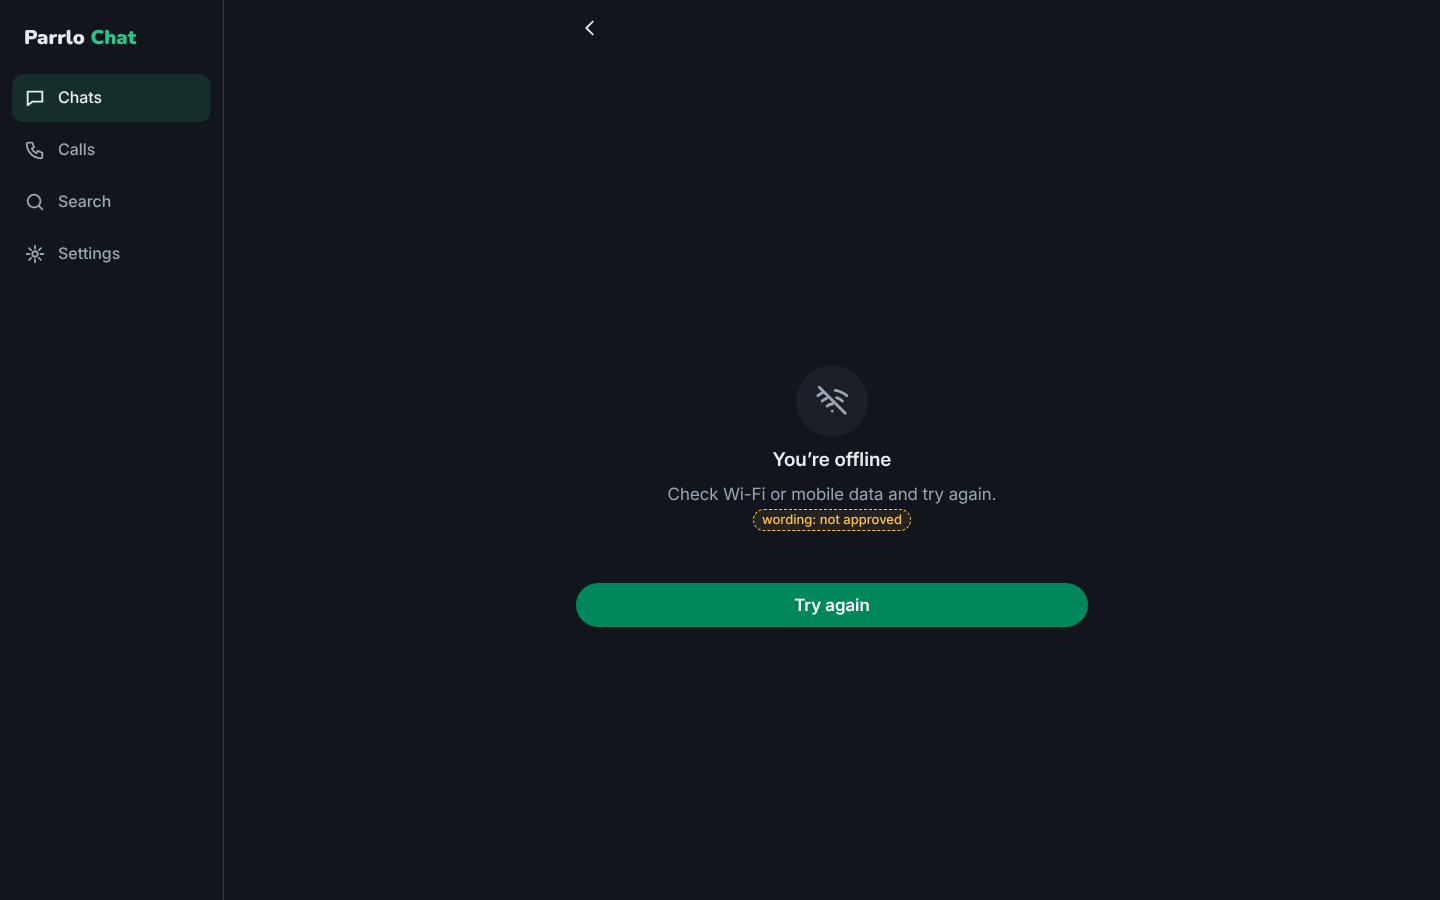 Parrlo Chat
Chats
Calls
Search
Settings
You’re offline
Check Wi-Fi or mobile data and try again.
wording: not approved
Try again